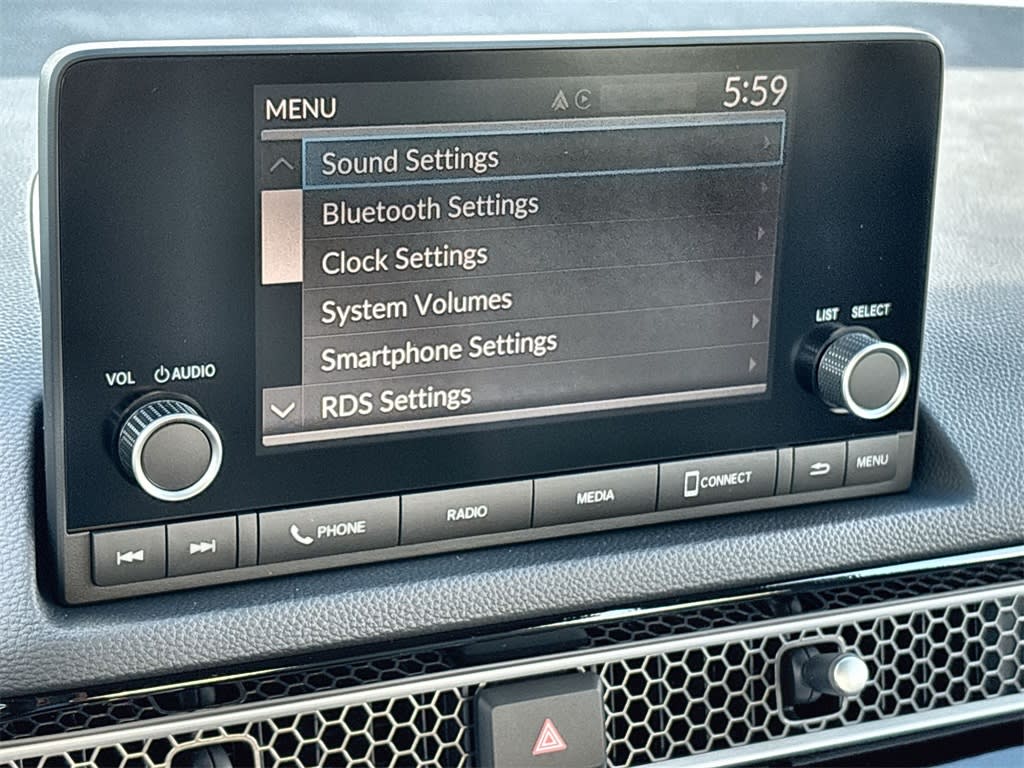 MENU 5:59
Sound Settings
Bluetooth Settings
Clock Settings
System Volumes
Smartphone Settings
RDS Settings
VOL AUDIO
LIST SELECT
PHONE RADIO MEDIA CONNECT MENU